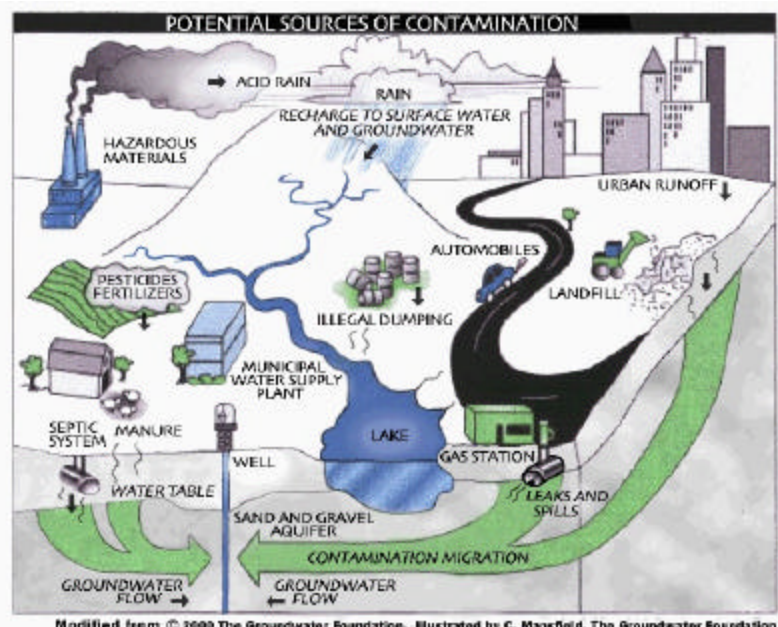 POTENTIAL SOURCES OF CONTAMINATION
ACID RAIN
RAIN
RECHARGE TO SURFACE WATER
AND GROUNDWATER
HAZARDOUS
MATERIALS
URBAN RUNOFF
AUTOMOBILES
PESTICIDES
FERTILIZERS
LANDFILL
ILLEGAL DUMPING
MUNICIPAL
WATER SUPPLY
PLANT
SEPTIC
SYSTEM
MANURE
LAKE
GAS STATION
WELL
WATER TABLE
LEAKS AND
SPILLS
SAND AND GRAVEL
AQUIFER
CONTAMINATION MIGRATION
GROUNDWATER
FLOW
GROUNDWATER
FLOW
Modified from © 2000 The Groundwater Foundation. Illustrated by C. Mansfield, The Groundwater Foundation